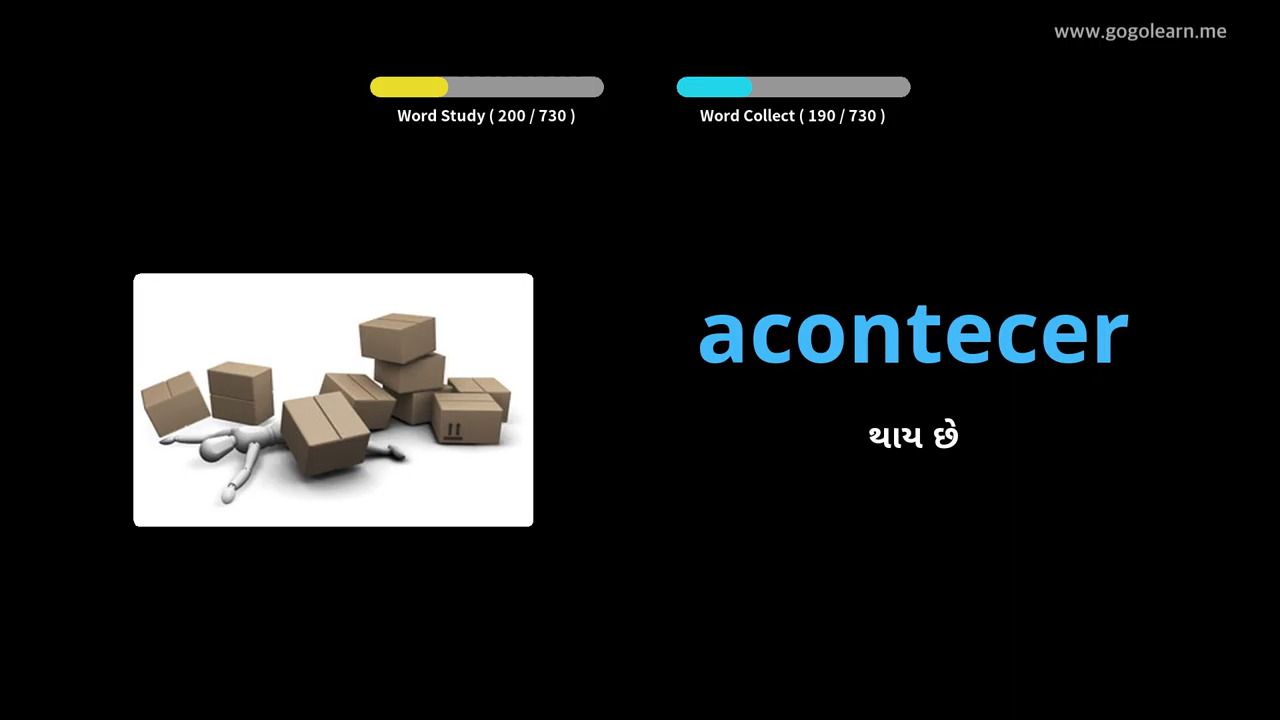 www.gogolearn.me
Word Study ( 200 / 730 )
Word Collect ( 190 / 730 )
acontecer
થાય છે